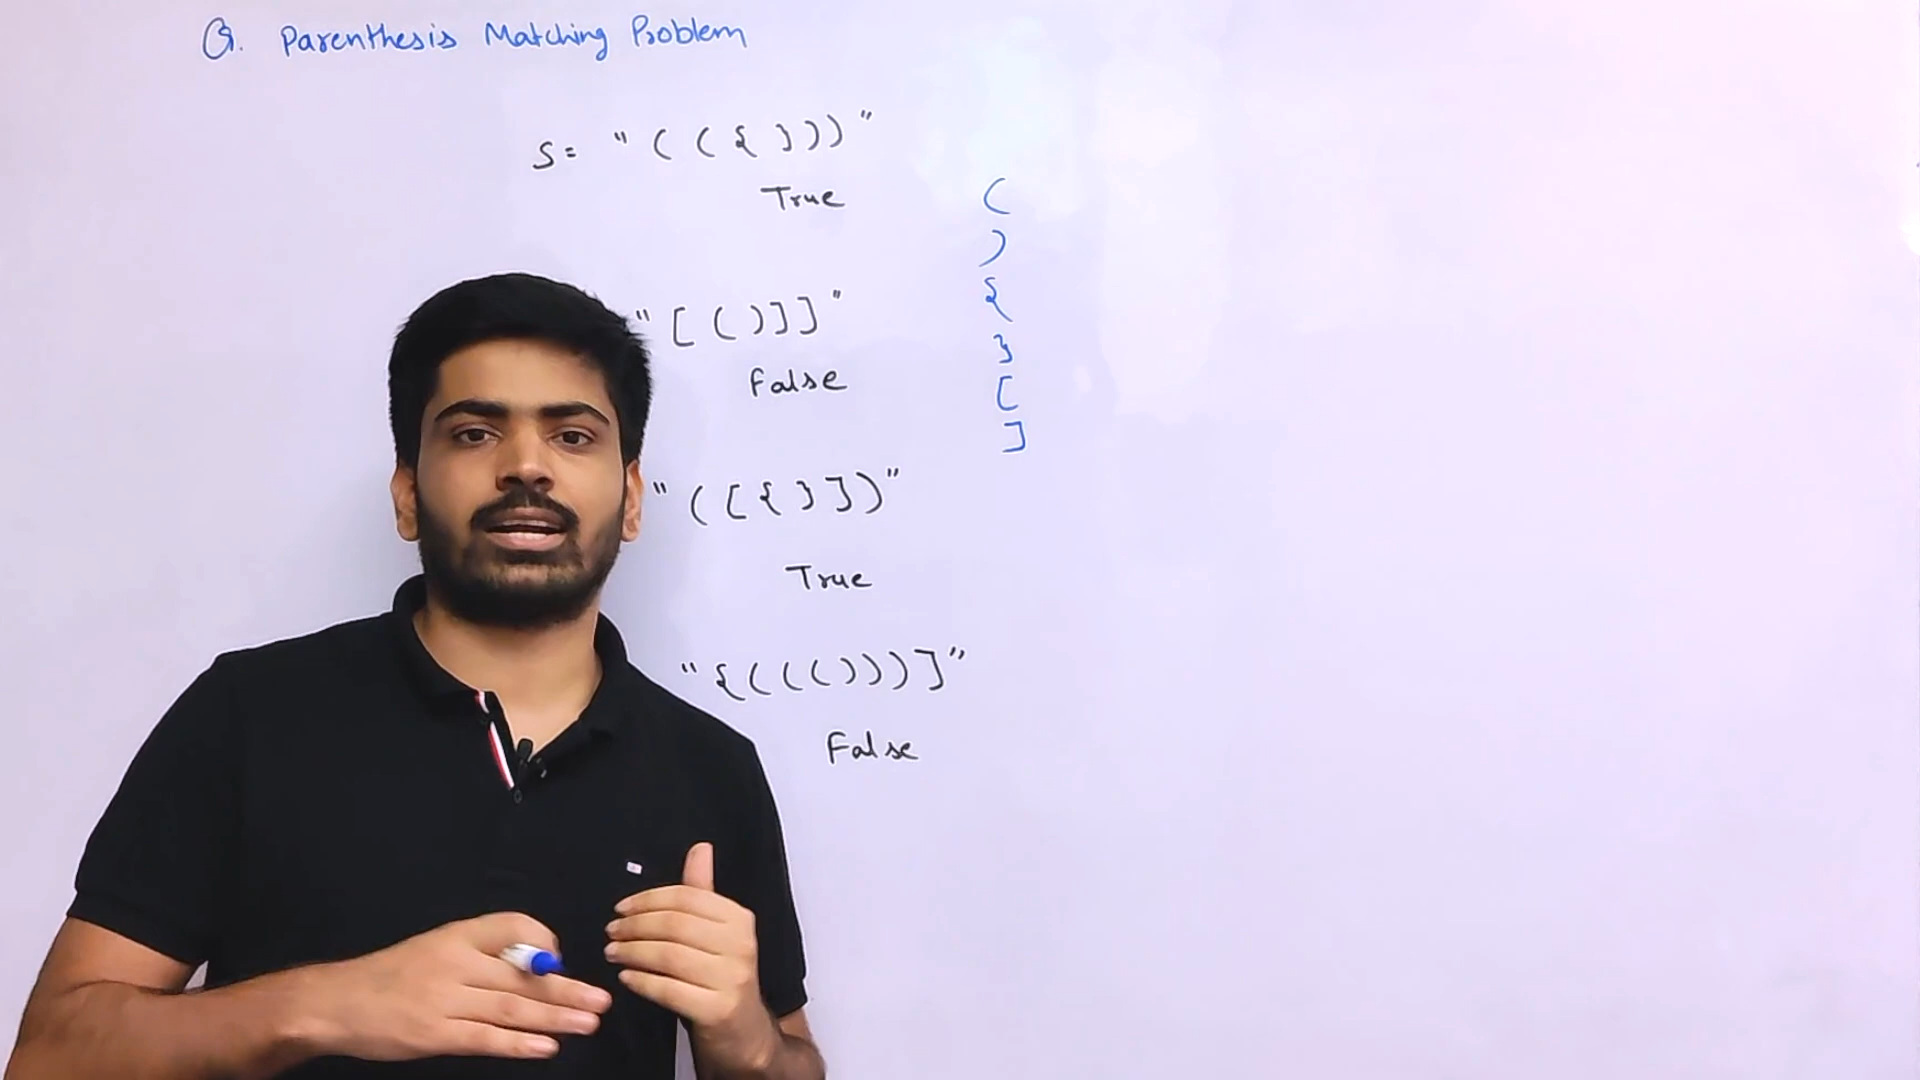 Q. Parenthesis Matching Problem
S= "(({}))"
True
"[()]]"
False
"([{}])"
True
"{((()))]"
False
(
)
{
}
[
]